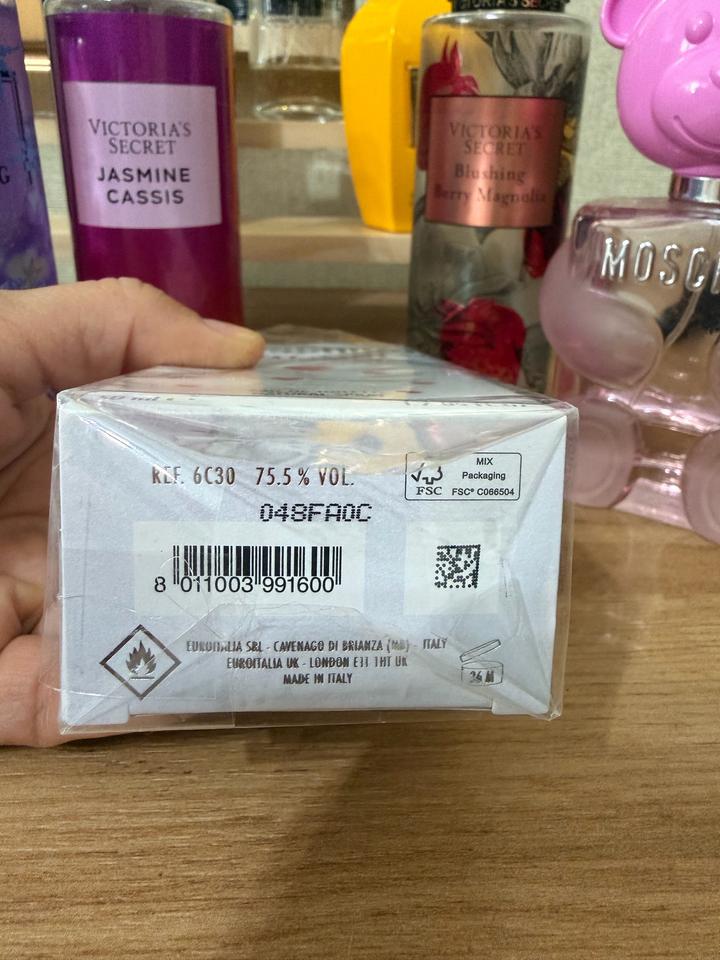 VICTORIA'S
SECRET
JASMINE
CASSIS
VICTORIA'S
SECRET
Blushing
Berry Magnolia
MOSC
G
50 ml e
REF. 6C30 75.5 % VOL.
MIX
Packaging
FSC
FSC® C066504
048FA0C
8 011003 991600
EUROITALIA SRL - CAVENAGO DI BRIANZA (MB) - ITALY
EUROITALIA UK - LONDON E11 1HT UK
MADE IN ITALY
36 M